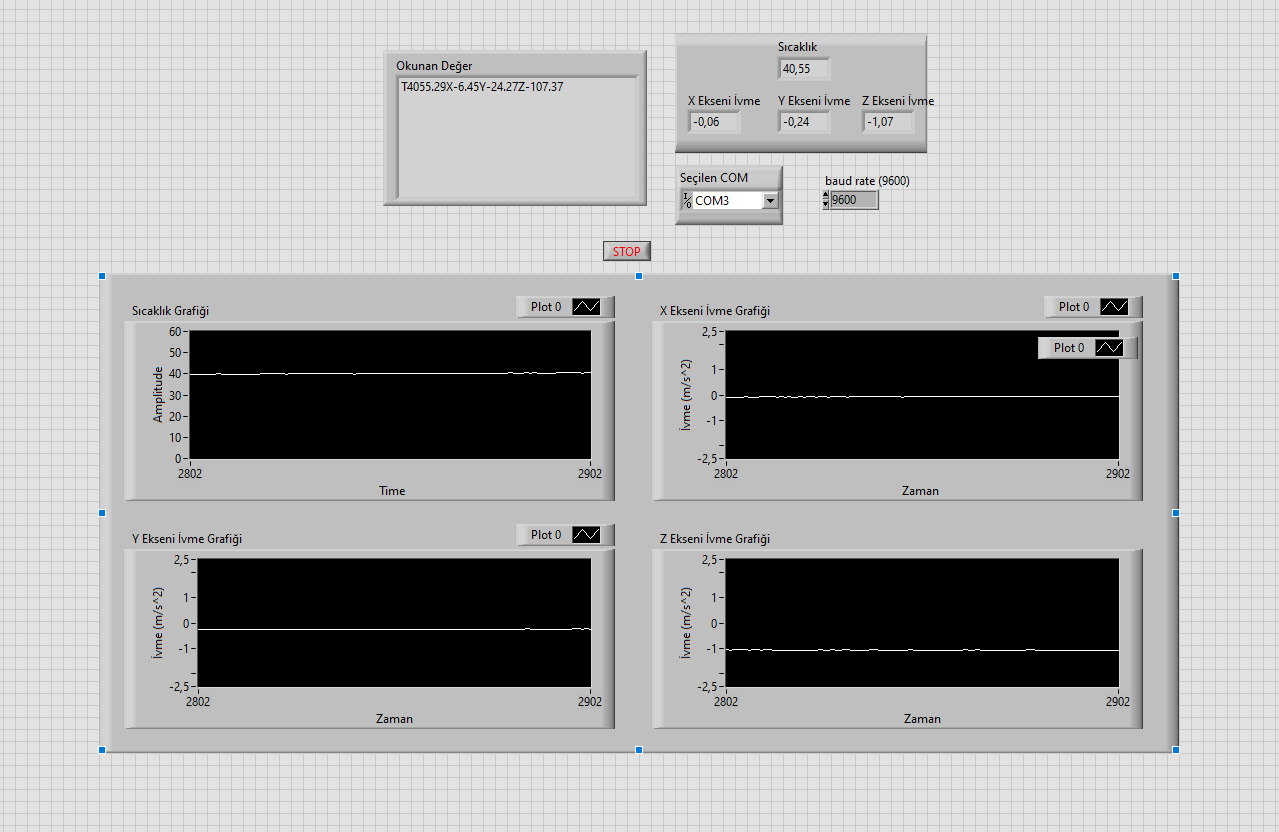 Okunan Değer
T4055.29X-6.45Y-24.27Z-107.37
Sıcaklık
40,55
X Ekseni İvme Y Ekseni İvme Z Ekseni İvme
-0,06 -0,24 -1,07
Seçilen COM
COM3
baud rate (9600)
9600
STOP
Sıcaklık Grafiği
Plot 0
60
50
40
30
20
10
0
Amplitude
2802 2902
Time
X Ekseni İvme Grafiği
Plot 0
Plot 0
2,5
1
0
-1
-2,5
İvme (m/s^2)
2802 2902
Zaman
Y Ekseni İvme Grafiği
Plot 0
2,5
1
0
-1
-2,5
İvme (m/s^2)
2802 2902
Zaman
Z Ekseni İvme Grafiği
2,5
1
0
-1
-2,5
İvme (m/s^2)
2802 2902
Zaman